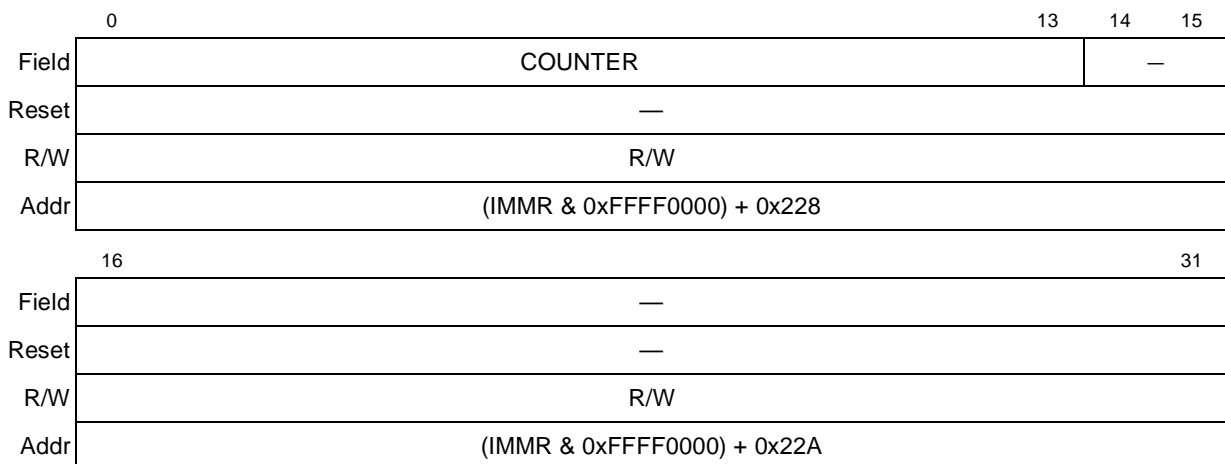 0 13 14 15
Field COUNTER —
Reset —
R/W R/W
Addr (IMMR & 0xFFFF0000) + 0x228
16 31
Field —
Reset —
R/W R/W
Addr (IMMR & 0xFFFF0000) + 0x22A